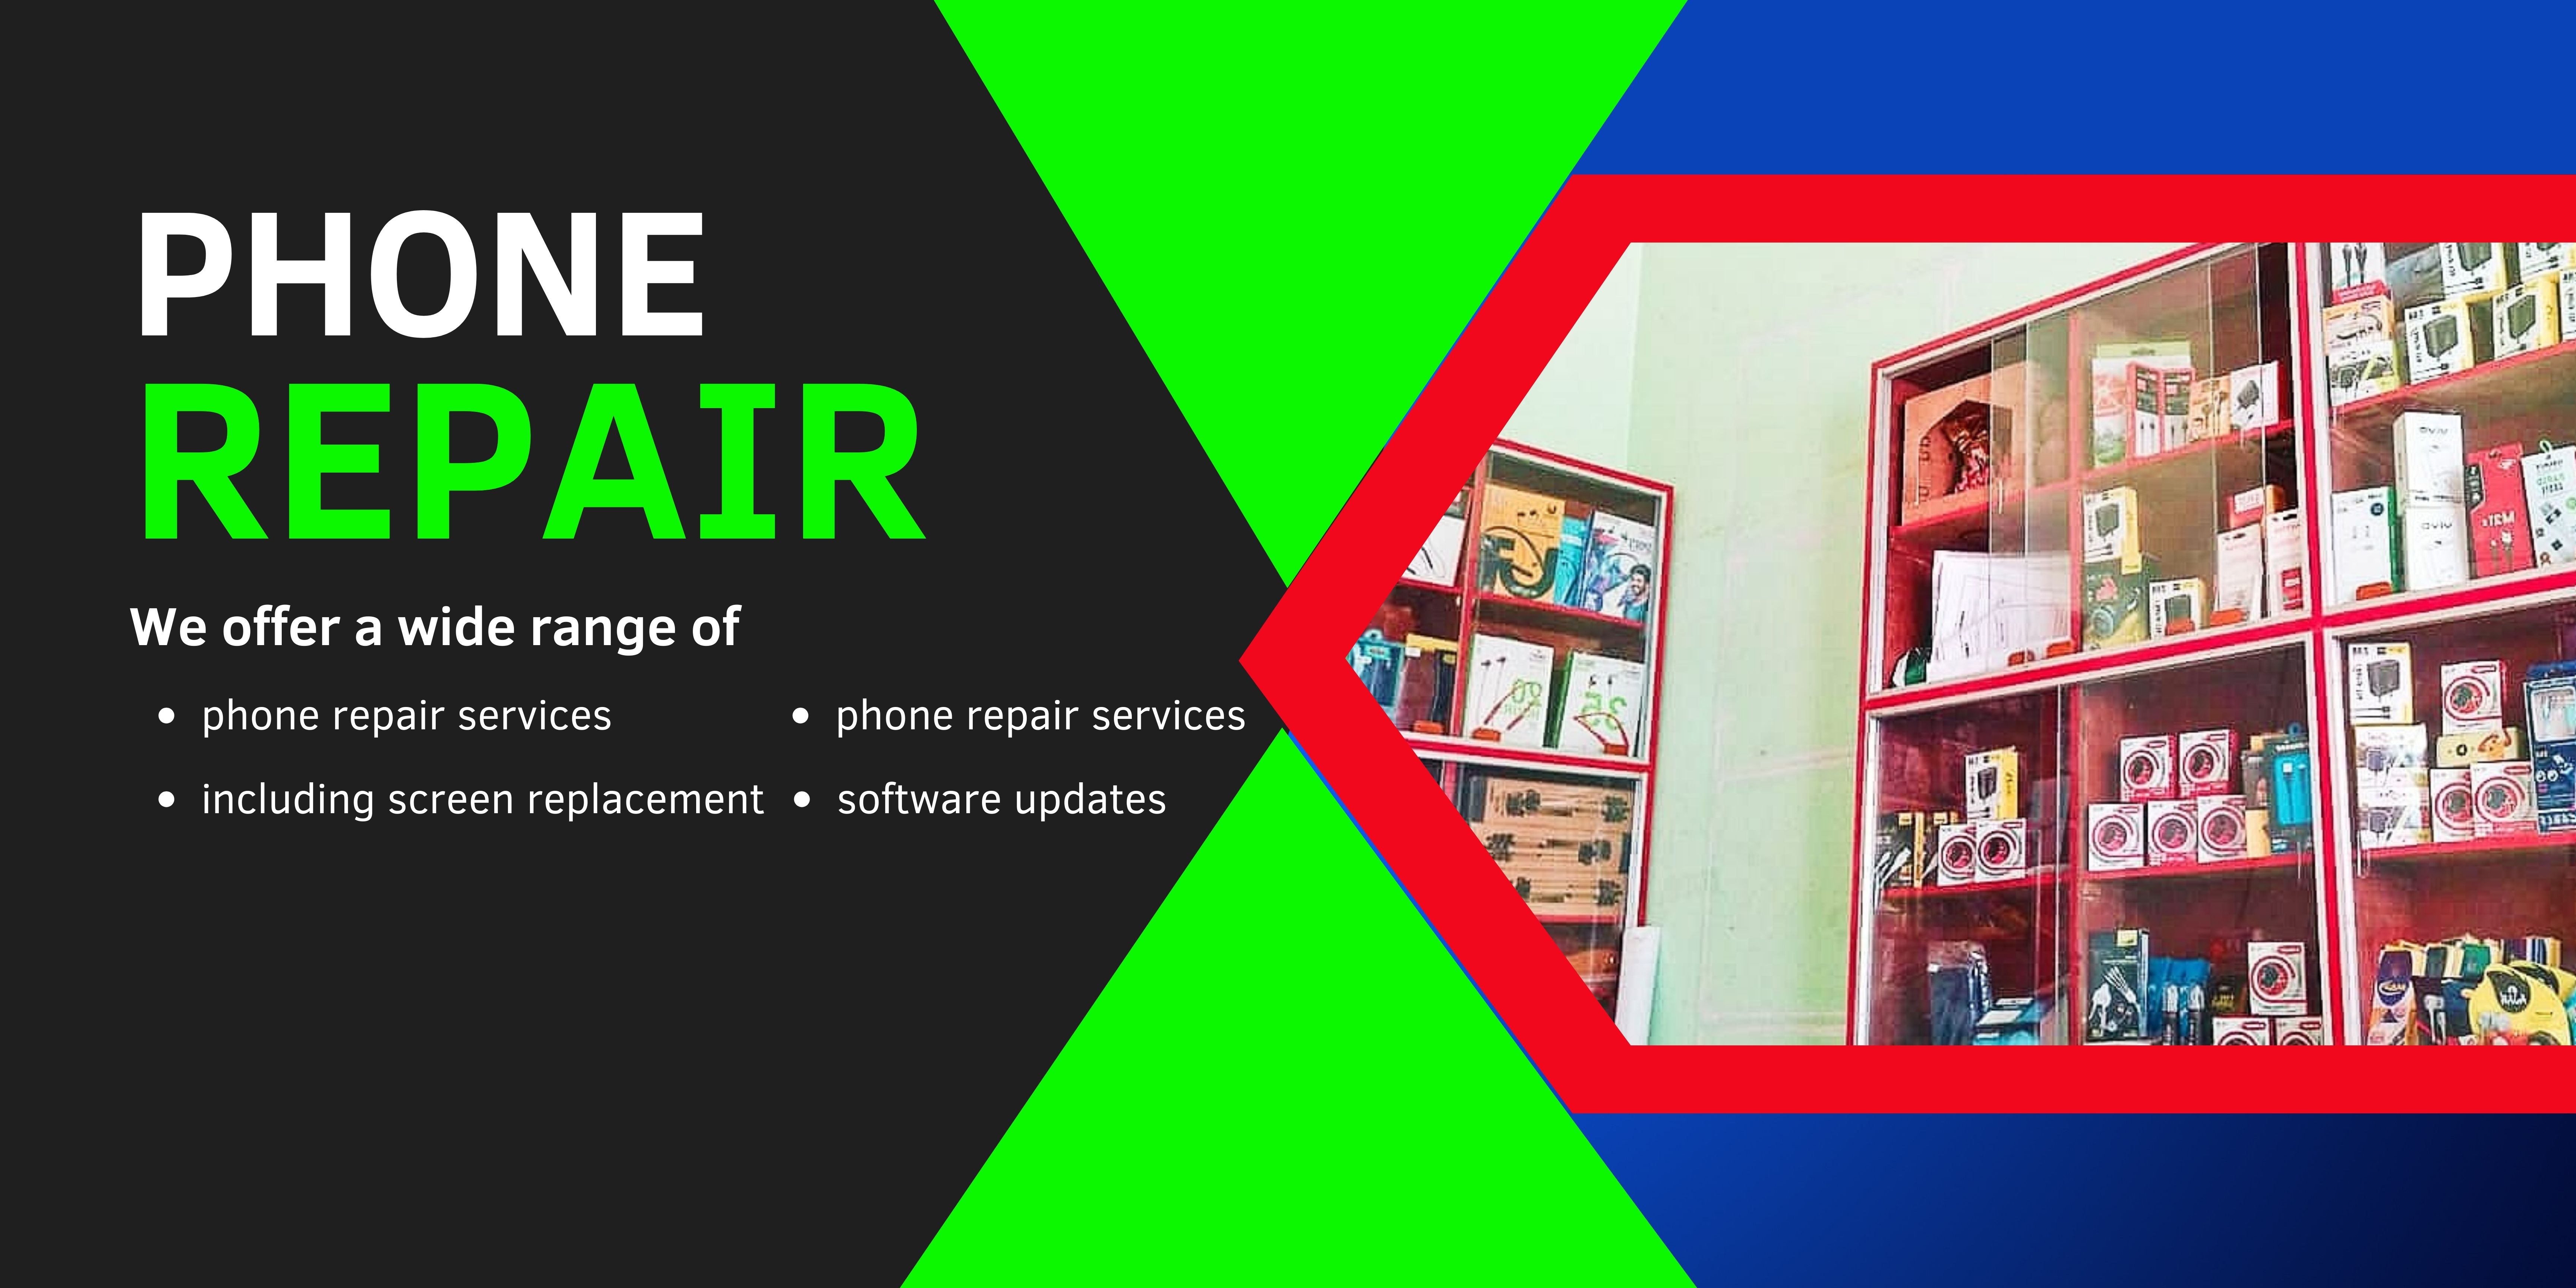 PHONE
REPAIR
We offer a wide range of
phone repair services
including screen replacement
phone repair services
software updates